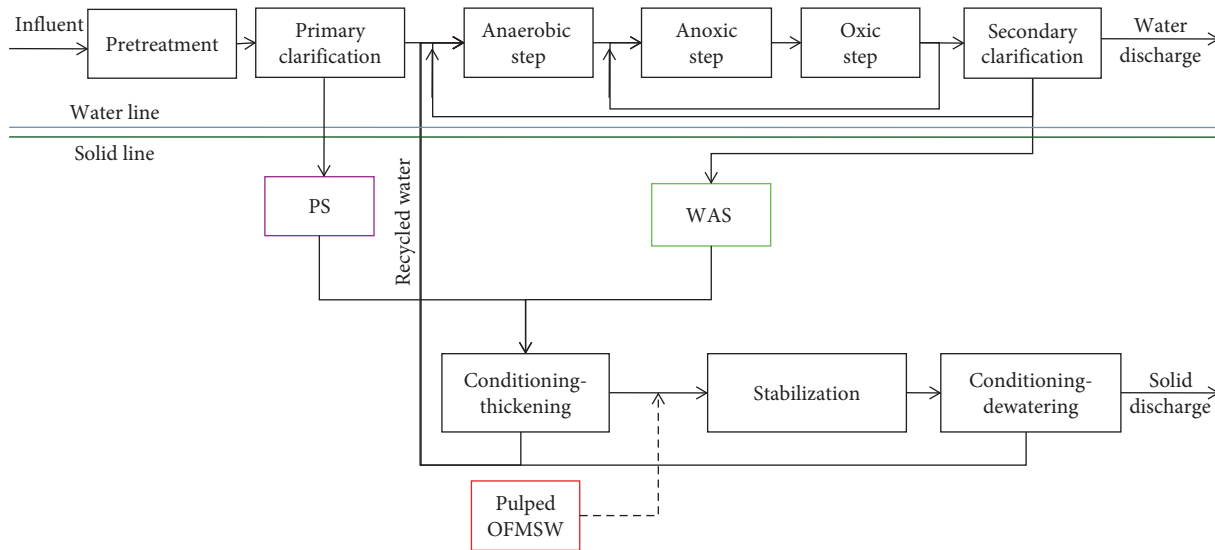 Influent
Pretreatment
Primary
clarification
Anaerobic
step
Anoxic
step
Oxic
step
Secondary
clarification
Water
discharge
Water line
Solid line
PS
Recycled water
WAS
Conditioning-
thickening
Stabilization
Conditioning-
dewatering
Solid
discharge
Pulped
OFMSW